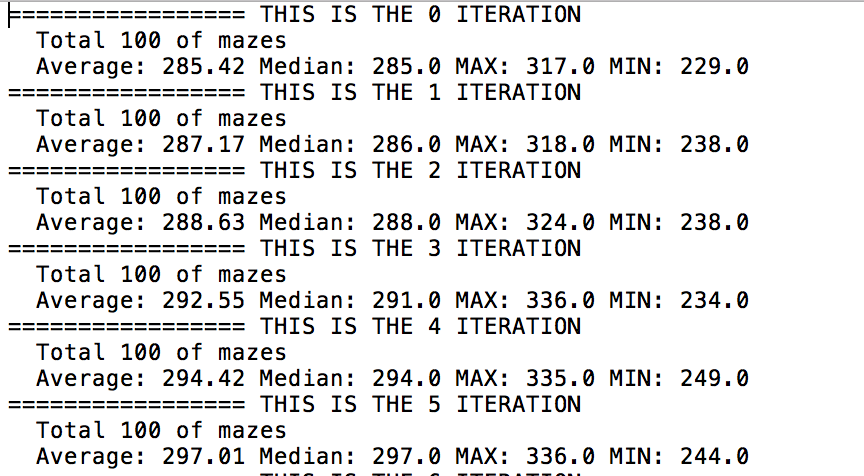 ================= THIS IS THE 0 ITERATION
Total 100 of mazes
Average: 285.42 Median: 285.0 MAX: 317.0 MIN: 229.0
================= THIS IS THE 1 ITERATION
Total 100 of mazes
Average: 287.17 Median: 286.0 MAX: 318.0 MIN: 238.0
================= THIS IS THE 2 ITERATION
Total 100 of mazes
Average: 288.63 Median: 288.0 MAX: 324.0 MIN: 238.0
================= THIS IS THE 3 ITERATION
Total 100 of mazes
Average: 292.55 Median: 291.0 MAX: 336.0 MIN: 234.0
================= THIS IS THE 4 ITERATION
Total 100 of mazes
Average: 294.42 Median: 294.0 MAX: 335.0 MIN: 249.0
================= THIS IS THE 5 ITERATION
Total 100 of mazes
Average: 297.01 Median: 297.0 MAX: 336.0 MIN: 244.0